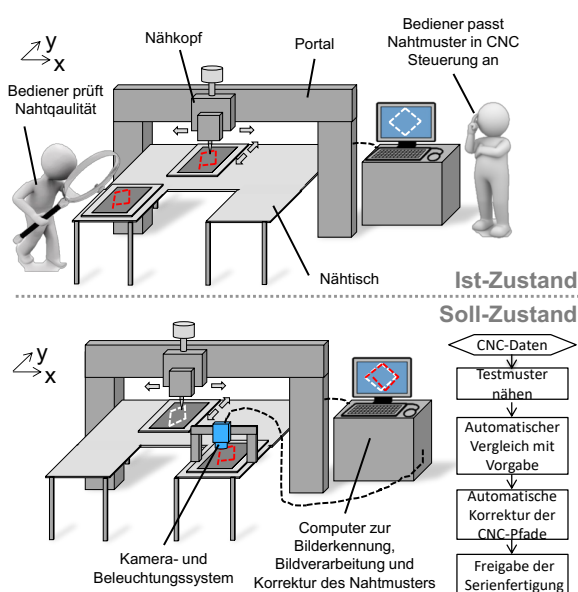 y
x
Nähkopf
Portal
Bediener passt
Nahtmuster in CNC
Steuerung an
Bediener prüft
Nahtqaulität
Nähtisch
Ist-Zustand
Soll-Zustand
y
x
CNC-Daten
Testmuster
nähen
Automatischer
Vergleich mit
Vorgabe
Automatische
Korrektur der
CNC-Pfade
Freigabe der
Serienfertigung
Kamera- und
Beleuchtungssystem
Computer zur
Bilderkennung,
Bildverarbeitung und
Korrektur des Nahtmusters